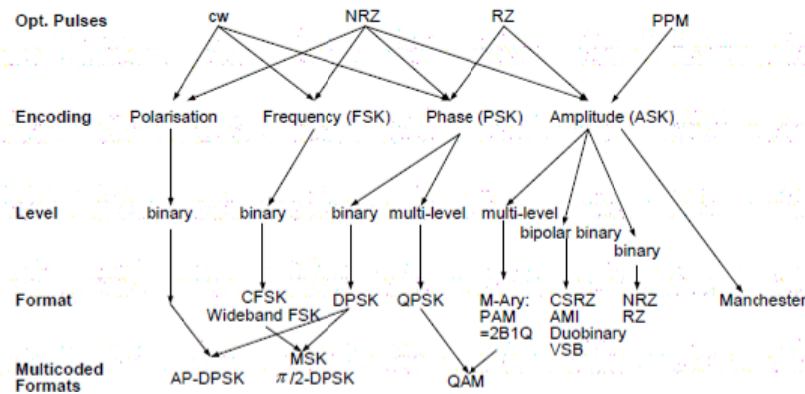 Opt. Pulses cw NRZ RZ PPM
Encoding Polarisation Frequency (FSK) Phase (PSK) Amplitude (ASK)
Level binary binary binary multi-level multi-level
bipolar binary
binary
Format CFSK DPSK QPSK M-Ary: CSRZ NRZ Manchester
Wideband FSK PAM AMI RZ
=2B1Q Duobinary
VSB
Multicoded MSK
Formats AP-DPSK π/2-DPSK QAM